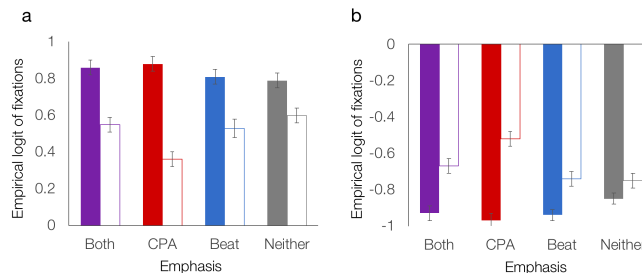 a
Empirical logit of fixations
1
0.8
0.6
0.4
0.2
0
Both CPA Beat Neither
Emphasis
b
Empirical logit of fixations
0
-0.2
-0.4
-0.6
-0.8
-1
Both CPA Beat Neither
Emphasis